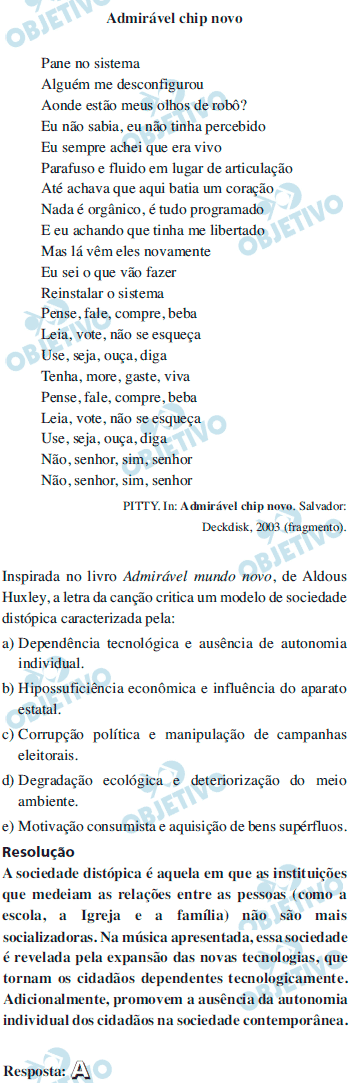 Admirável chip novo
Pane no sistema
Alguém me desconfigurou
Aonde estão meus olhos de robô?
Eu não sabia, eu não tinha percebido
Eu sempre achei que era vivo
Parafuso e fluido em lugar de articulação
Até achava que aqui batia um coração
Nada é orgânico, é tudo programado
E eu achando que tinha me libertado
Mas lá vêm eles novamente
Eu sei o que vão fazer
Reinstalar o sistema
Pense, fale, compre, beba
Leia, vote, não se esqueça
Use, seja, ouça, diga
Tenha, more, gaste, viva
Pense, fale, compre, beba
Leia, vote, não se esqueça
Use, seja, ouça, diga
Não, senhor, sim, senhor
Não, senhor, sim, senhor
PITTY. In: Admirável chip novo. Salvador:
Deckdisk, 2003 (fragmento).
Inspirada no livro Admirável mundo novo, de Aldous
Huxley, a letra da canção critica um modelo de sociedade
distópica caracterizada pela:
a) Dependência tecnológica e ausência de autonomia
individual.
b) Hipossuficiência econômica e influência do aparato
estatal.
c) Corrupção política e manipulação de campanhas
eleitorais.
d) Degradação ecológica e deteriorização do meio
ambiente.
e) Motivação consumista e aquisição de bens supérfluos.
Resolução
A sociedade distópica é aquela em que as instituições
que medeiam as relações entre as pessoas (como a
escola, a Igreja e a família) não são mais
socializadoras. Na música apresentada, essa sociedade
é revelada pela expansão das novas tecnologias, que
tornam os cidadãos dependentes tecnologicamente.
Adicionalmente, promovem a ausência da autonomia
individual dos cidadãos na sociedade contemporânea.
Resposta: A